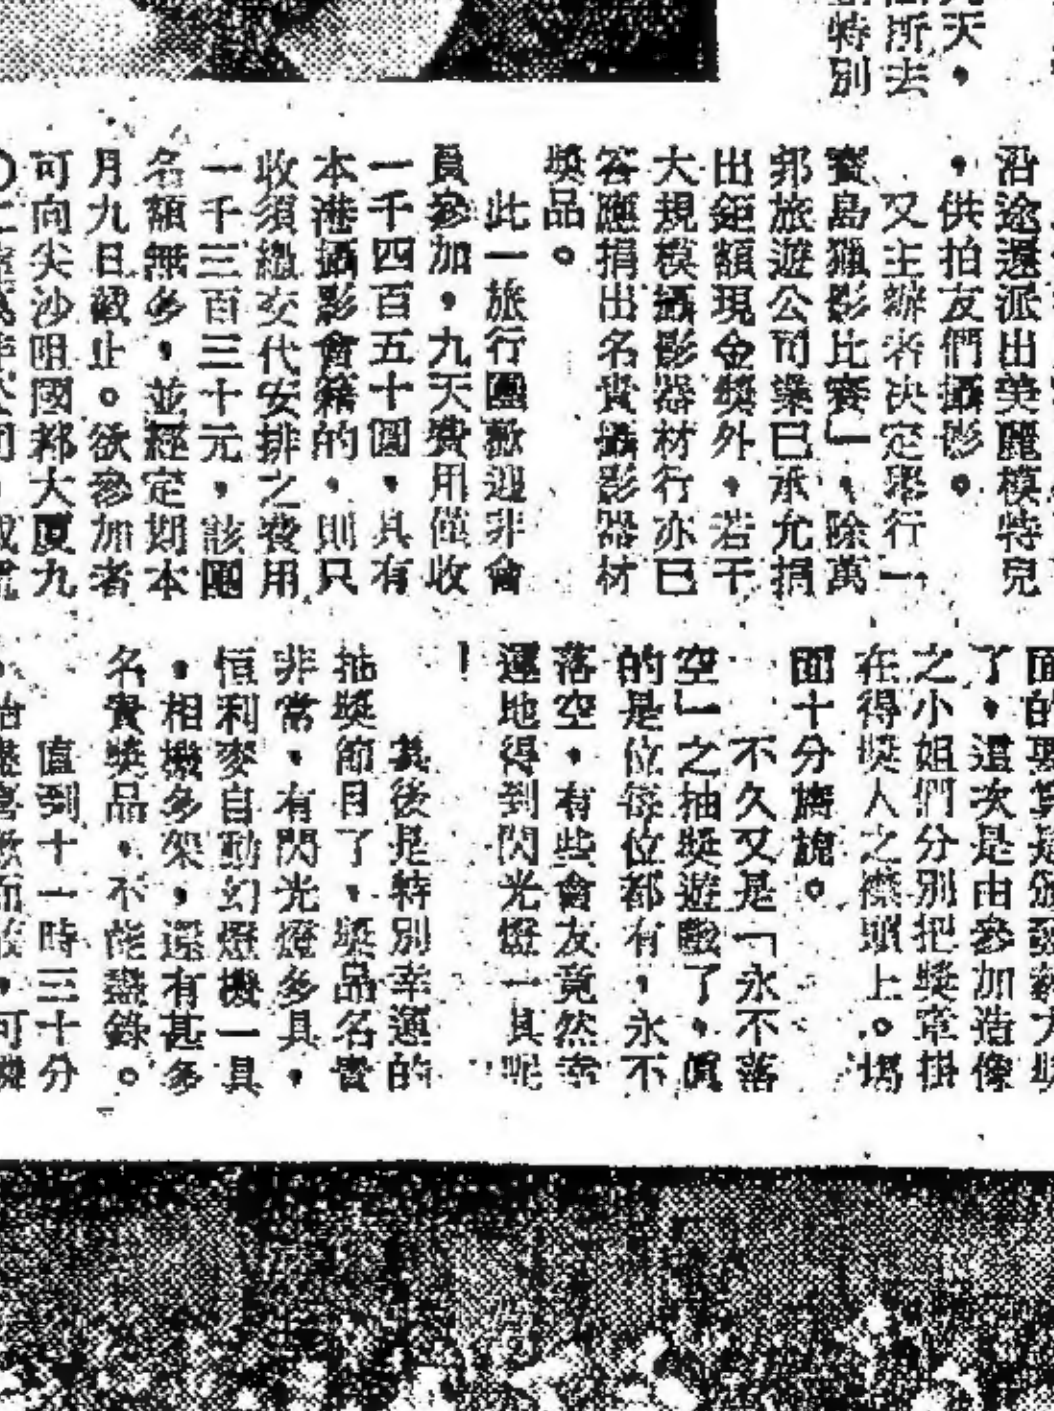 天，
所去
特別
沿途還派出美麗模特兒
，供拍友們攝影。
又主辦者決定舉行一
寶島獵影比賽」，除萬
邦旅遊公司業已承允捐
出鉅額現金獎外，若干
大規模攝影器材行亦已
答應捐出名貴攝影器材
獎品。
此一旅行團歡迎非會
員參加，九天費用僅收
一千四百五十圓，具有
本港攝影會籍的，則只
收須繳交代安排之費用
一千三百三十元，該團
名額無多，並經定期本
月九日截止。欲參加者
可向尖沙咀國都大厦九
面的
了，這次是由參加造像
之小姐們分別把獎章掛
在得獎人之襟頭上。場
面十分旖旎。
不久又是「永不落
空」之抽獎遊戲了，眞
的是位每位都有，永不
落空，有些會友竟然幸
運地得到閃光燈一具呢
！
其後是特別幸運的
抽獎節目了，獎品名貴
非常，有閃光燈多具，
恒利麥自動幻燈機一具
，相機多架，還有甚多
名貴獎品，不能盡錄。
直到十一時三十分